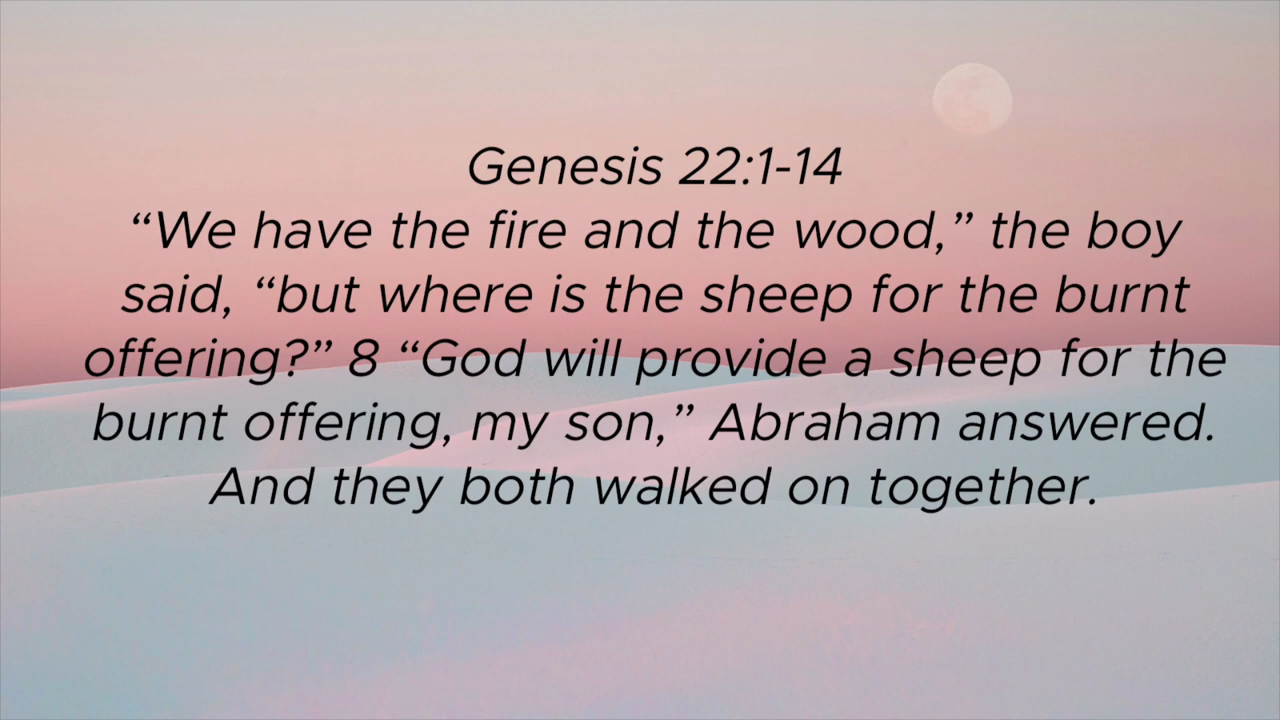 Genesis 22:1-14
“We have the fire and the wood,” the boy
said, “but where is the sheep for the burnt
offering?” 8 “God will provide a sheep for the
burnt offering, my son,” Abraham answered.
And they both walked on together.